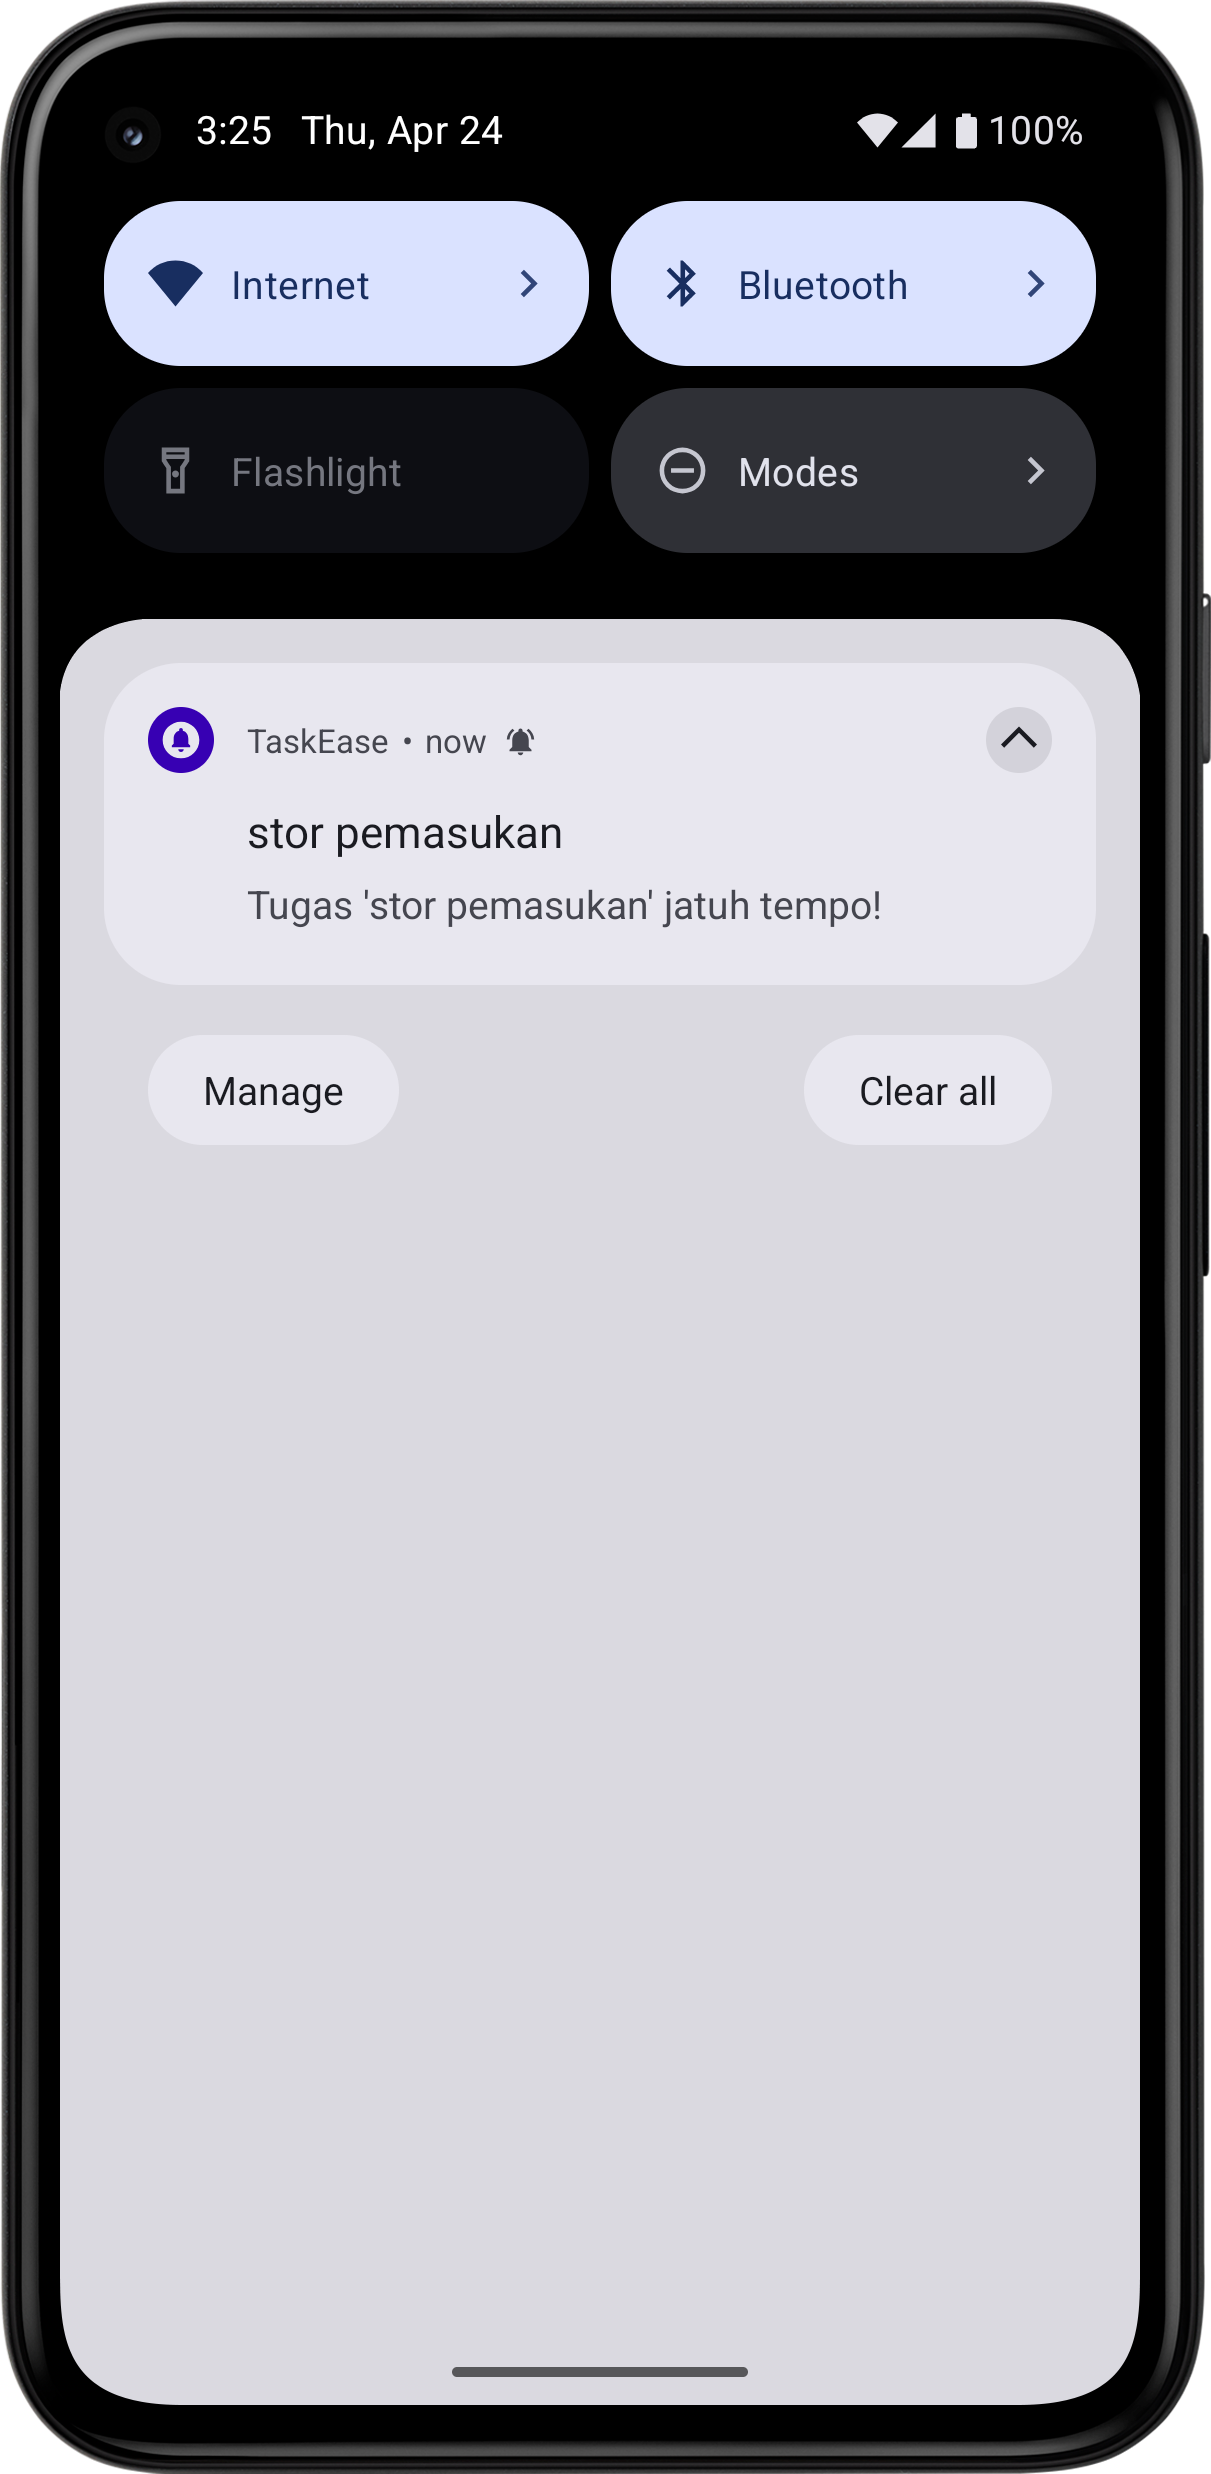 3:25 Thu, Apr 24 100%
Internet Bluetooth
Flashlight Modes
TaskEase • now
stor pemasukan
Tugas 'stor pemasukan' jatuh tempo!
Manage Clear all